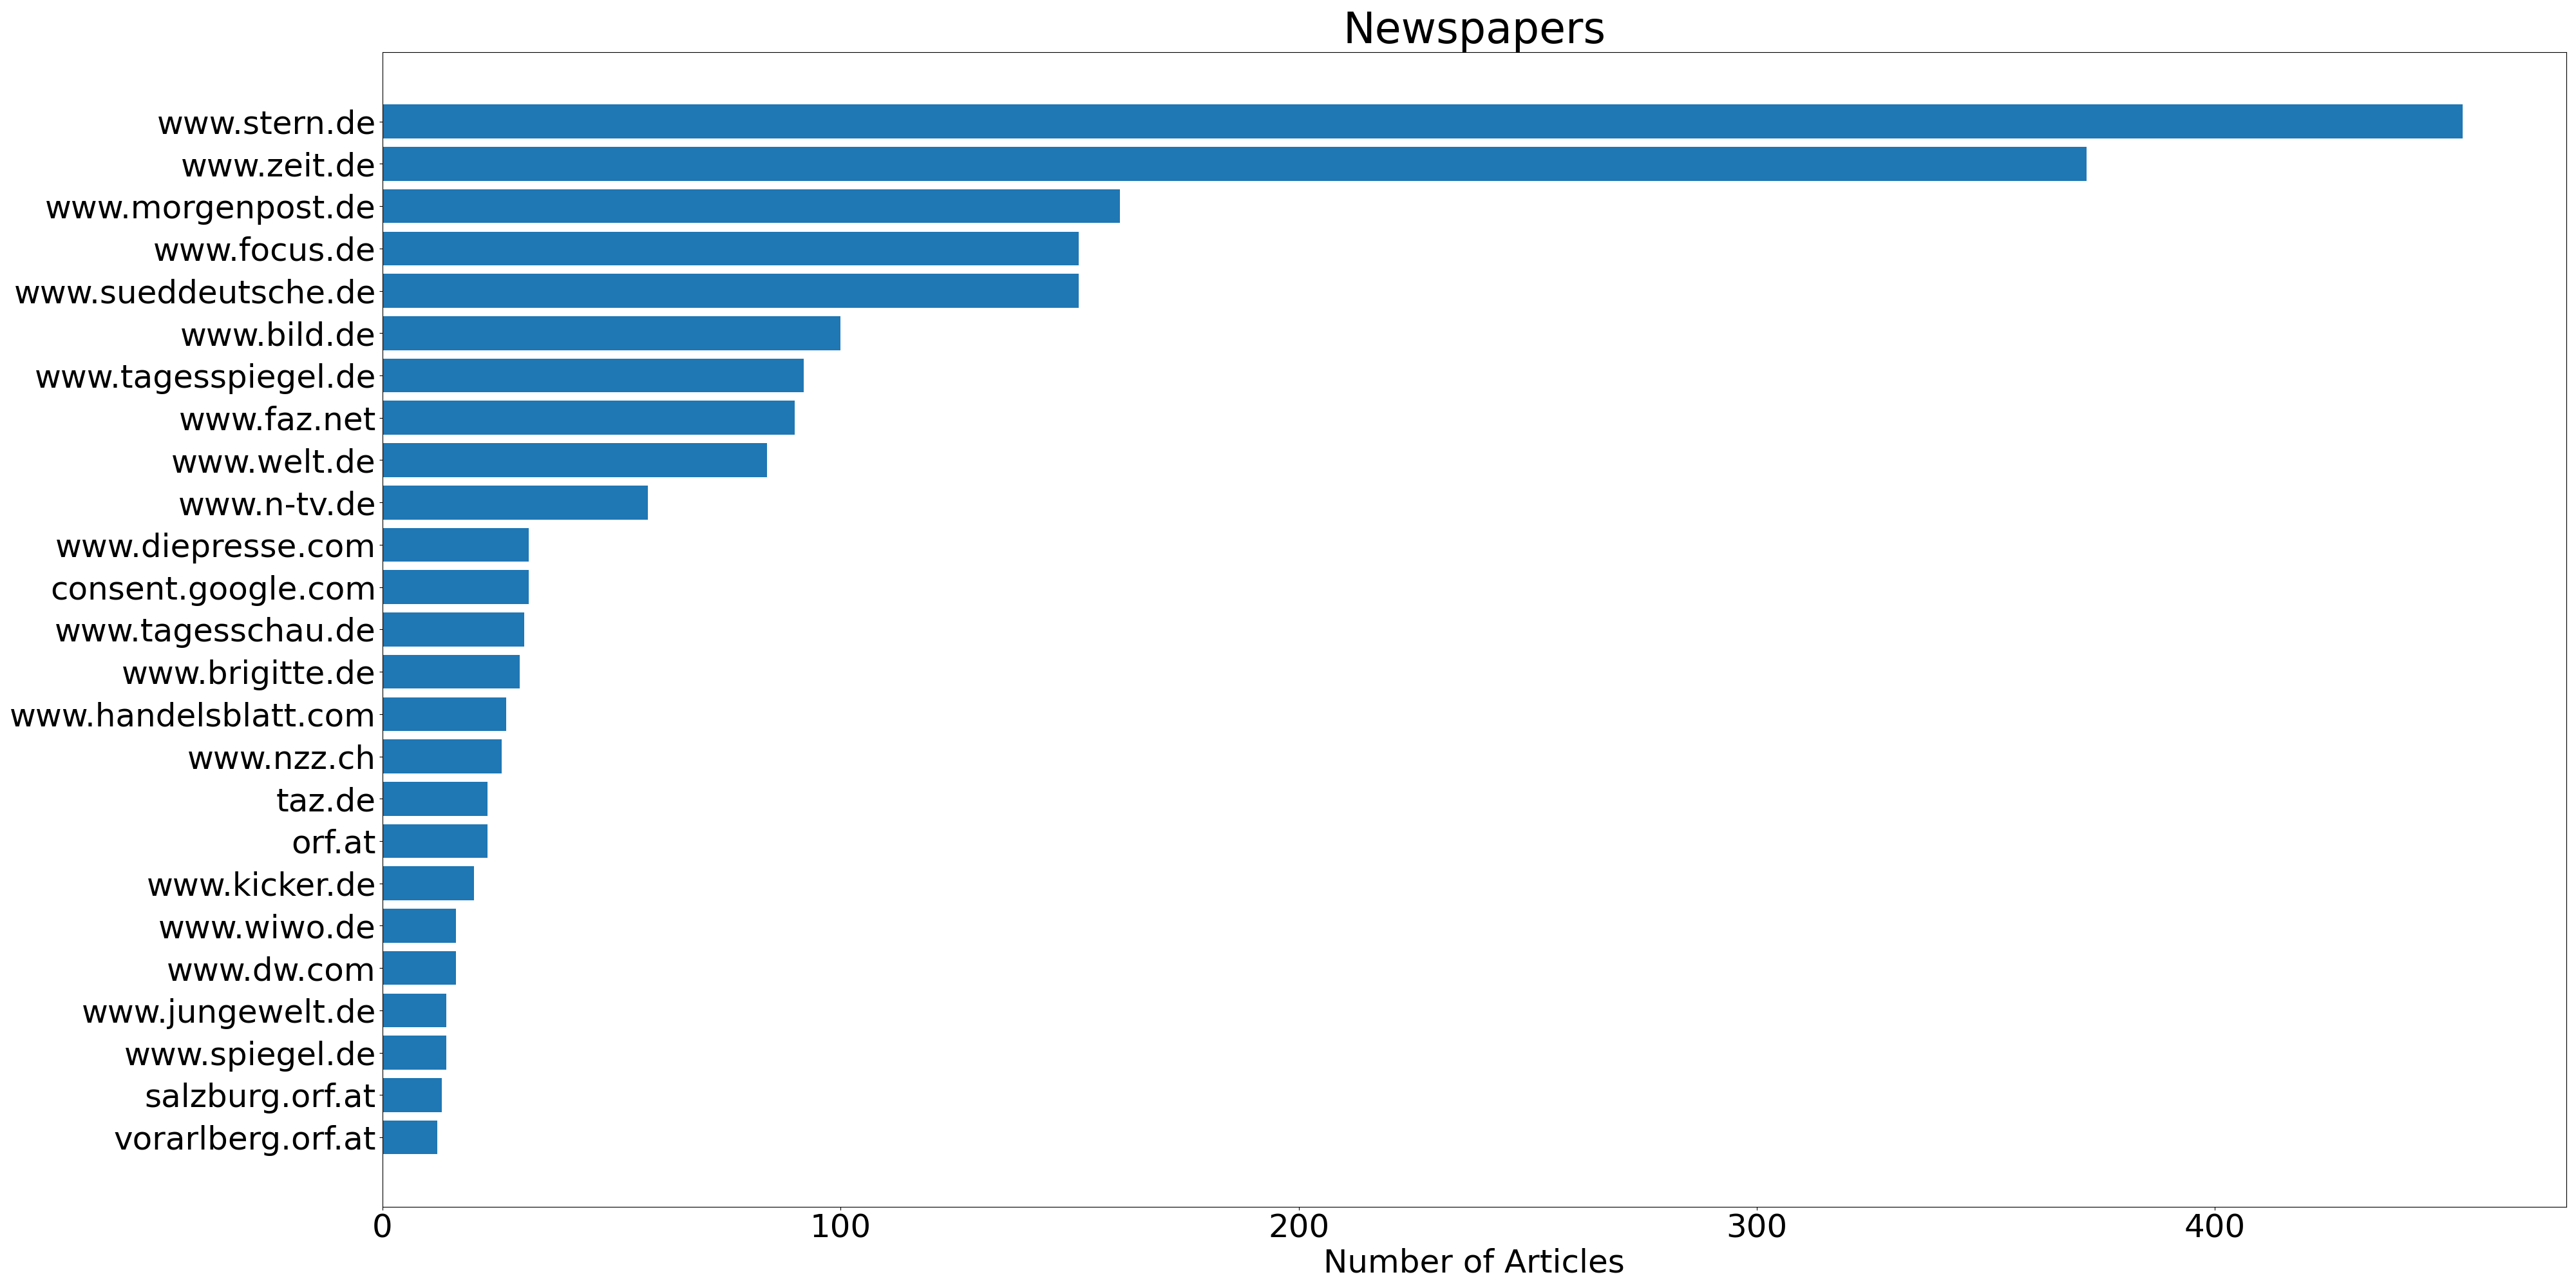 Newspapers
www.stern.de
www.zeit.de
www.morgenpost.de
www.focus.de
www.sueddeutsche.de
www.bild.de
www.tagesspiegel.de
www.faz.net
www.welt.de
www.n-tv.de
www.diepresse.com
consent.google.com
www.tagesschau.de
www.brigitte.de
www.handelsblatt.com
www.nzz.ch
taz.de
orf.at
www.kicker.de
www.wiwo.de
www.dw.com
www.jungewelt.de
www.spiegel.de
salzburg.orf.at
vorarlberg.orf.at
0 100 200 300 400
Number of Articles